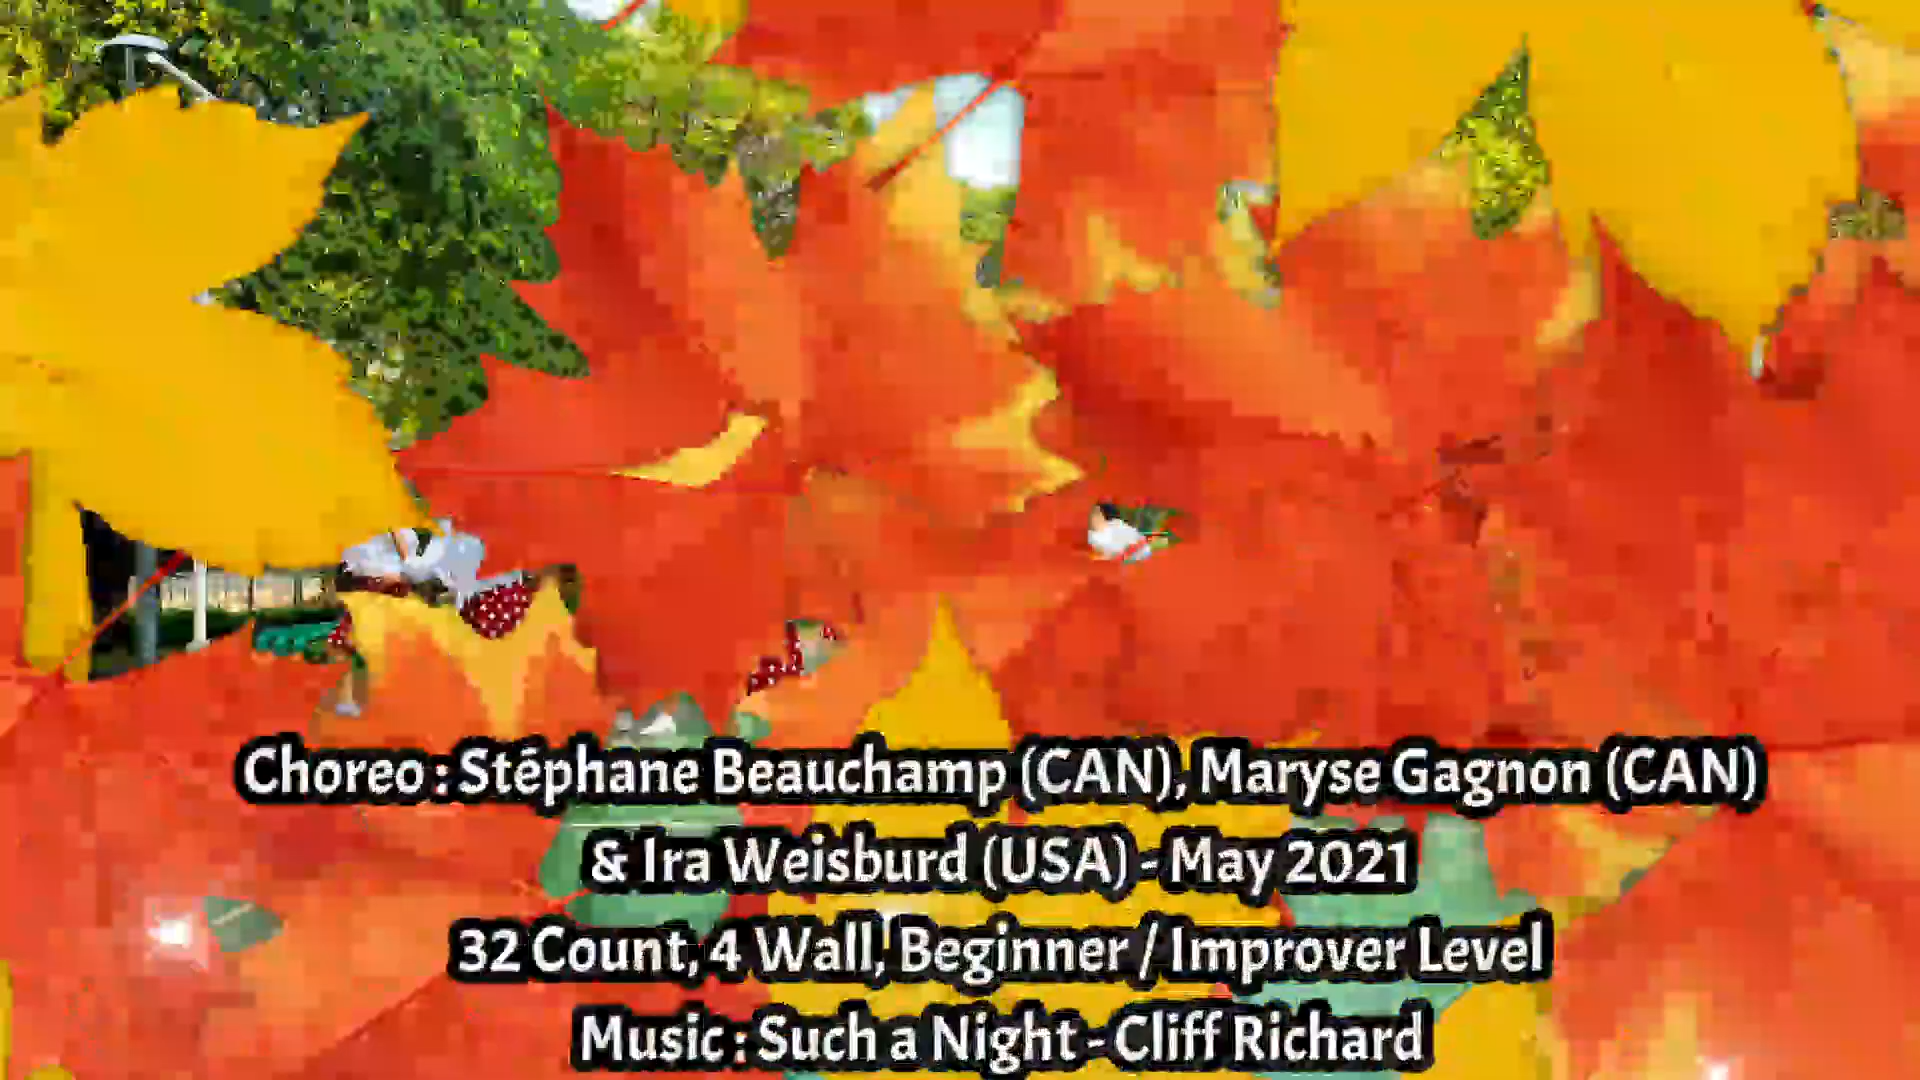 Choreo : Stéphane Beauchamp (CAN), Maryse Gagnon (CAN)
& Ira Weisburd (USA) - May 2021
32 Count, 4 Wall, Beginner / Improver Level
Music : Such a Night - Cliff Richard